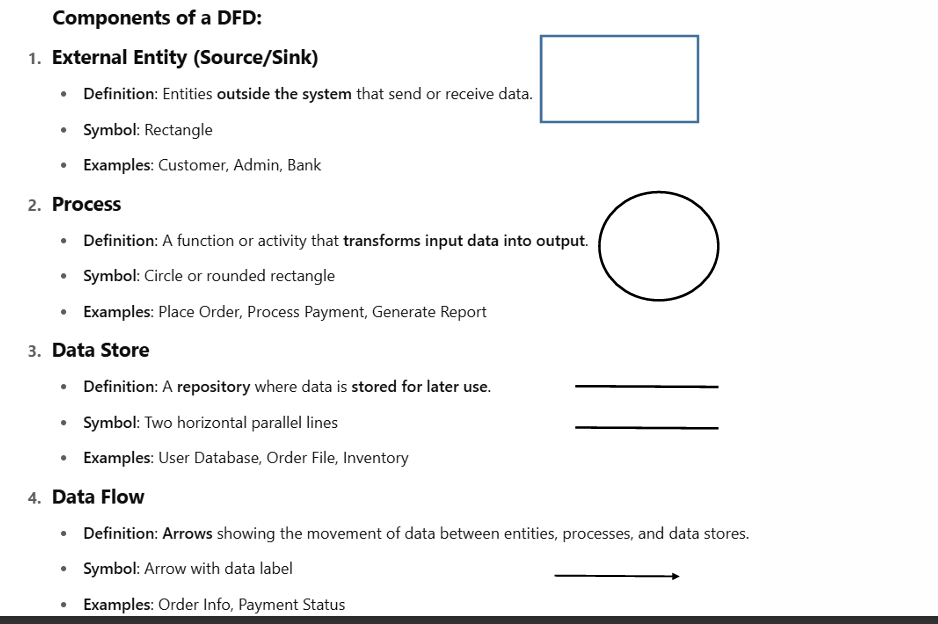 Components of a DFD:
1. External Entity (Source/Sink)
• Definition: Entities outside the system that send or receive data.
• Symbol: Rectangle
• Examples: Customer, Admin, Bank
2. Process
• Definition: A function or activity that transforms input data into output.
• Symbol: Circle or rounded rectangle
• Examples: Place Order, Process Payment, Generate Report
3. Data Store
• Definition: A repository where data is stored for later use.
• Symbol: Two horizontal parallel lines
• Examples: User Database, Order File, Inventory
4. Data Flow
• Definition: Arrows showing the movement of data between entities, processes, and data stores.
• Symbol: Arrow with data label
• Examples: Order Info, Payment Status